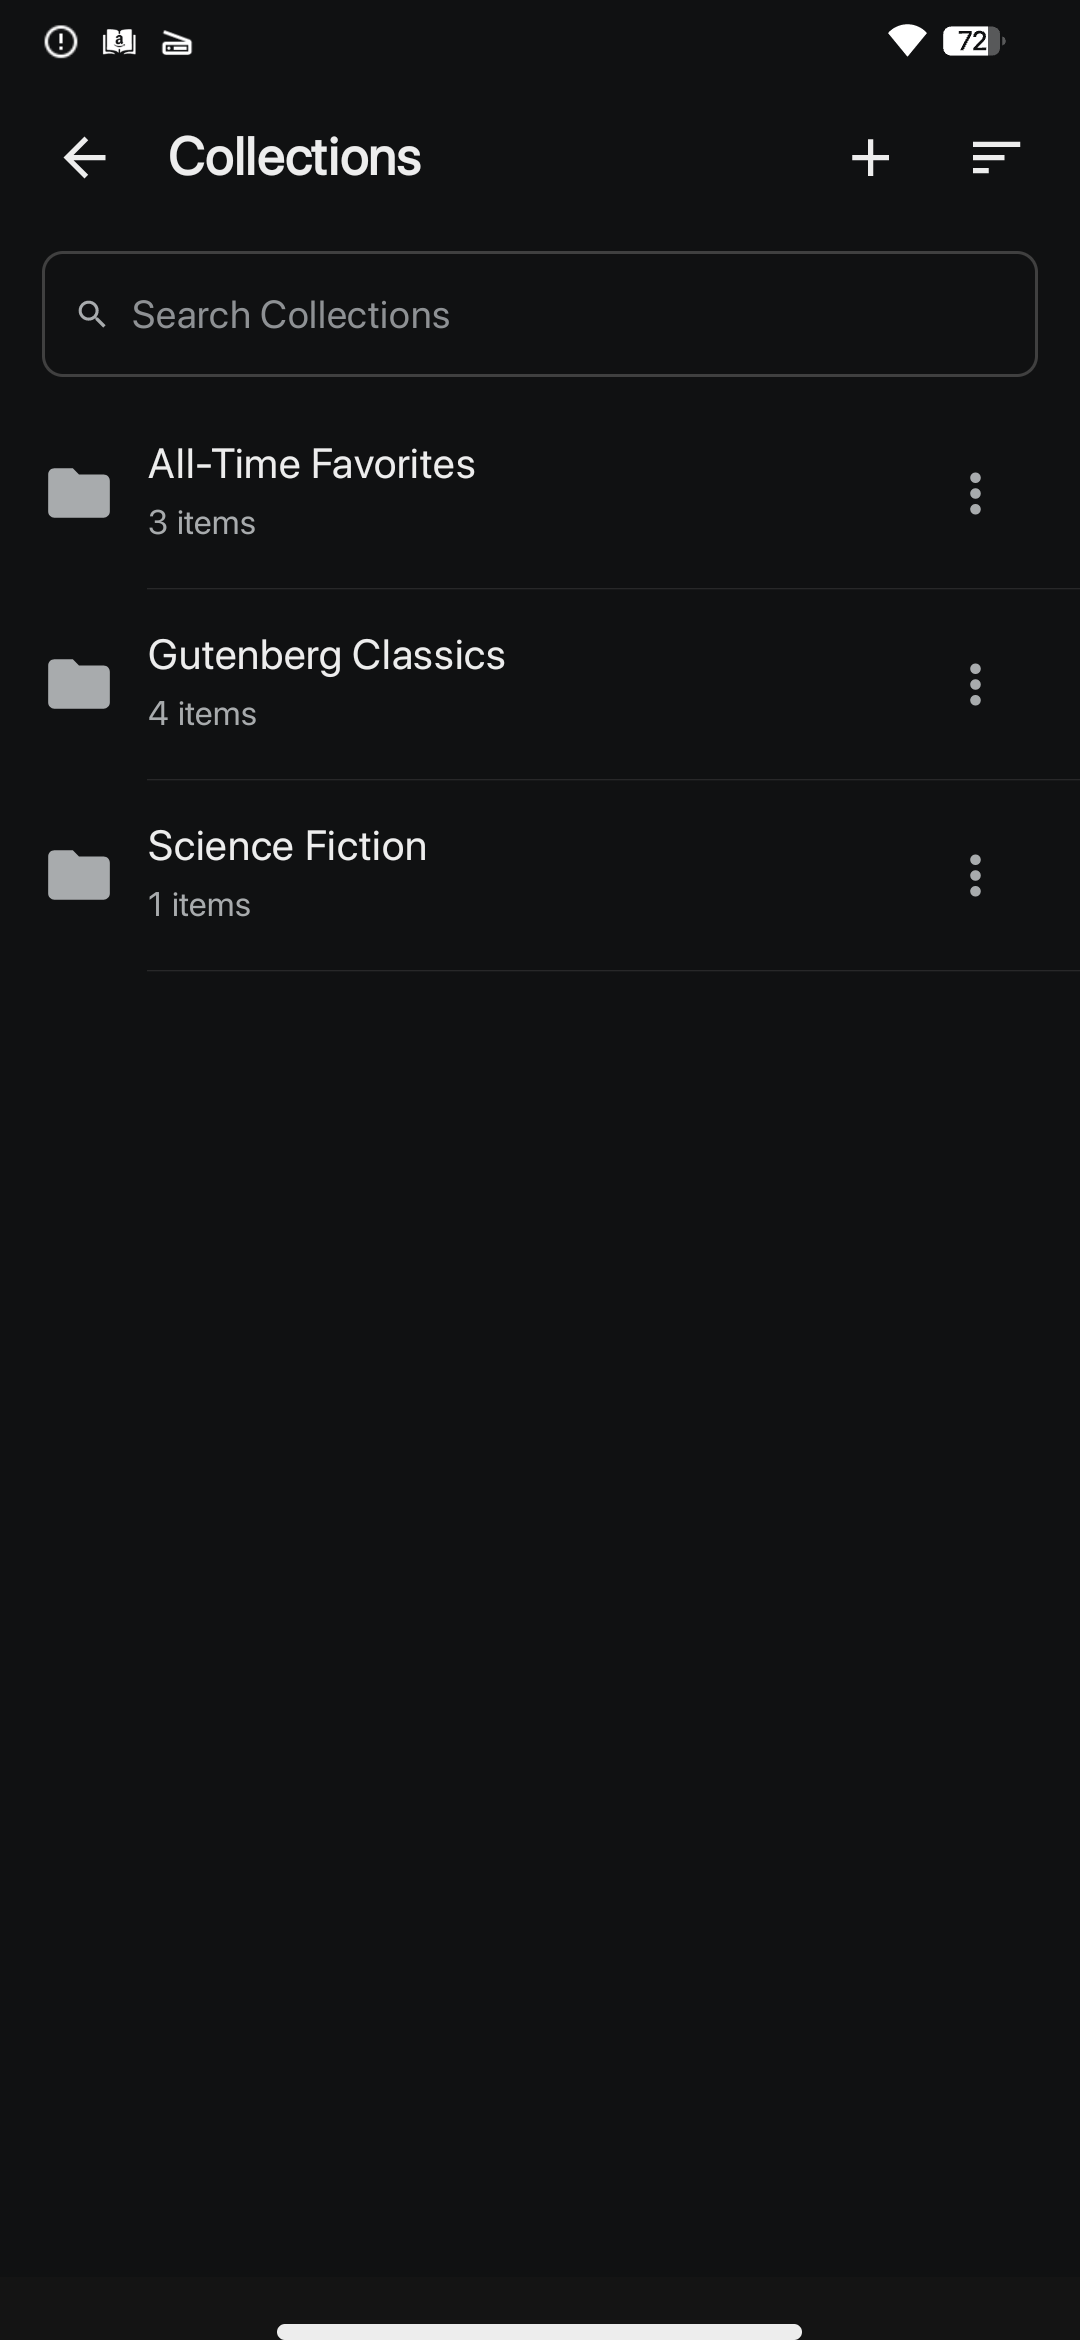 72
Collections
Search Collections
All-Time Favorites
3 items
Gutenberg Classics
4 items
Science Fiction
1 items